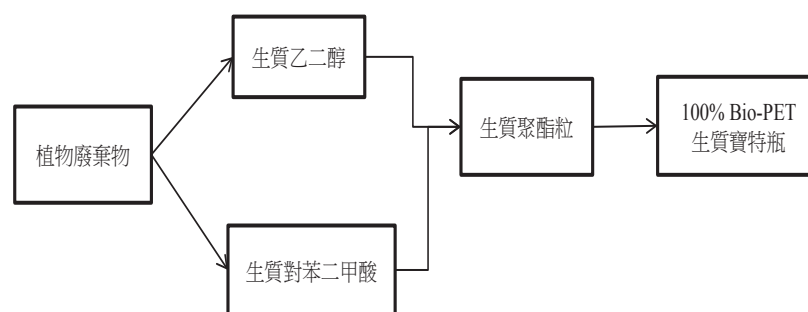 植物廢棄物
生質乙二醇
生質對苯二甲酸
生質聚酯粒
100% Bio-PET
生質寶特瓶